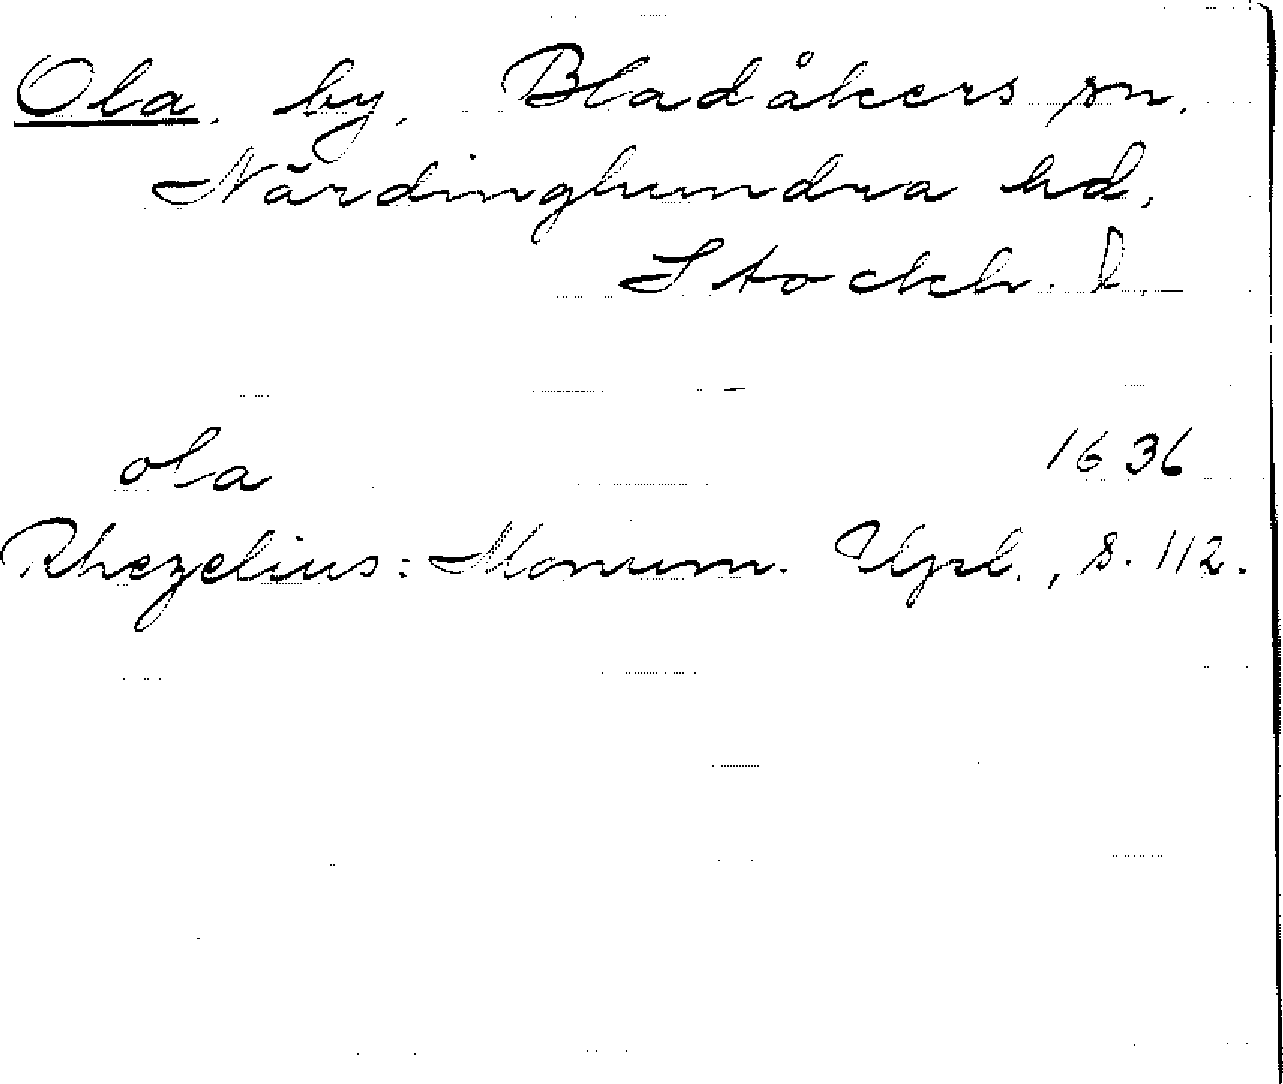 Ola, by, Bladåkers sn,
Närdinghundra hd,
Stockh. l.
ola 1636
Rhezelius: Monum. Upl., s. 112.